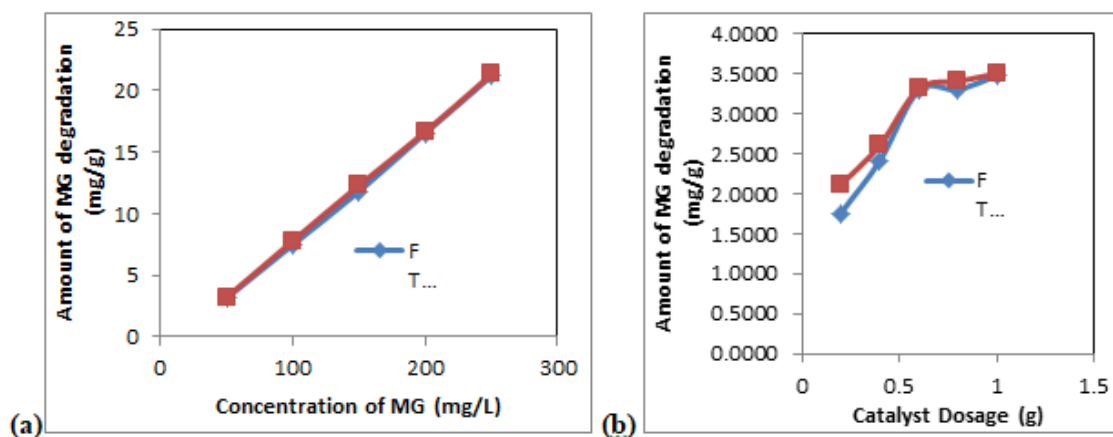 25
20
15
10
5
0
0 100 200 300
Amount of MG degradation
(mg/g)
Concentration of MG (mg/L)
F
T...
(a)
4.0000
3.5000
3.0000
2.5000
2.0000
1.5000
1.0000
0.5000
0.0000
0 0.5 1 1.5
Amount of MG degradation
(mg/g)
Catalyst Dosage (g)
F
T...
(b)